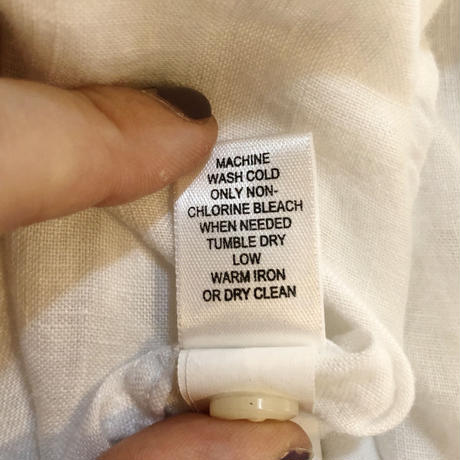 MACHINE
WASH COLD
ONLY NON-
CHLORINE BLEACH
WHEN NEEDED
TUMBLE DRY
LOW
WARM IRON
OR DRY CLEAN